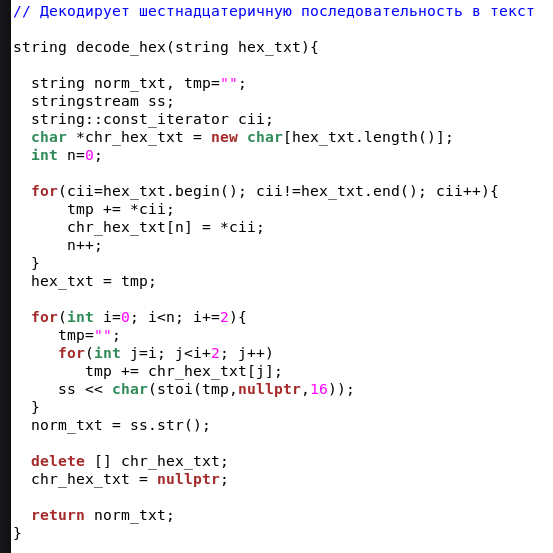 // Декодирует шестнадцатеричную последовательность в текст
string decode_hex(string hex_txt){
string norm_txt, tmp="";
stringstream ss;
string::const_iterator cii;
char *chr_hex_txt = new char[hex_txt.length()];
int n=0;
for(cii=hex_txt.begin(); cii!=hex_txt.end(); cii++){
tmp += *cii;
chr_hex_txt[n] = *cii;
n++;
}
hex_txt = tmp;
for(int i=0; i<n; i+=2){
tmp="";
for(int j=i; j<i+2; j++)
tmp += chr_hex_txt[j];
ss << char(stoi(tmp,nullptr,16));
}
norm_txt = ss.str();
delete [] chr_hex_txt;
chr_hex_txt = nullptr;
return norm_txt;
}